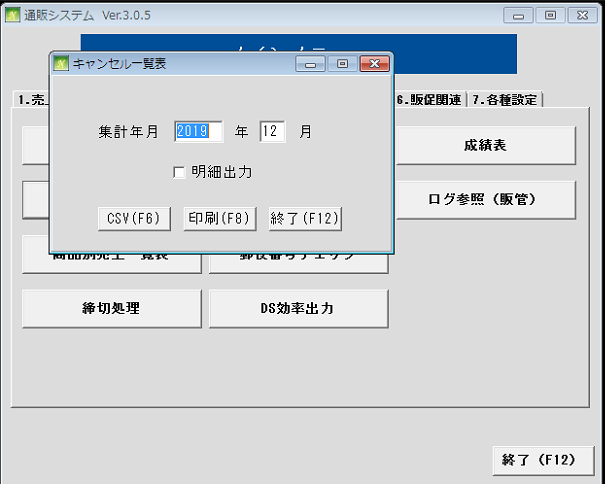 通販システム Ver.3.0.5
キャンセル一覧表
1.売
6.販促関連
7.各種設定
集計年月 2019 年 12 月
明細出力
CSV(F6)
印刷(F8)
終了(F12)
成績表
ログ参照(販管)
締切処理
DS効率出力
終了(F12)